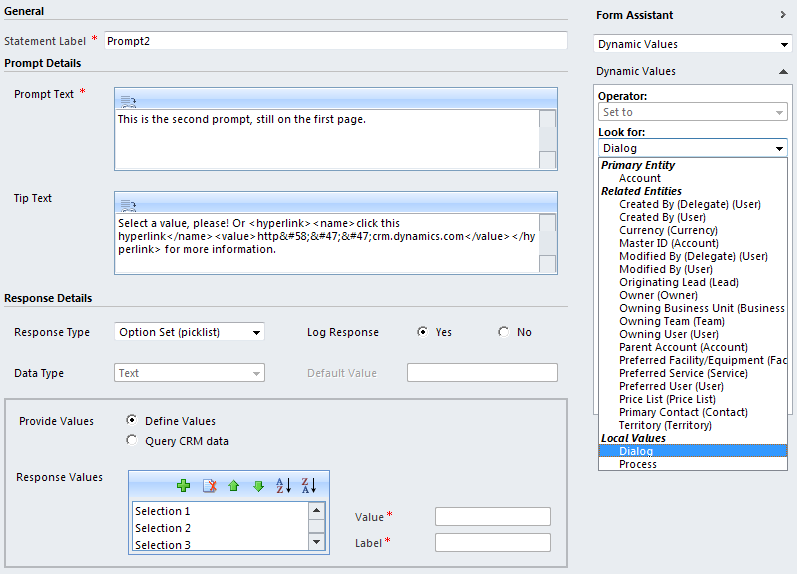 General
Statement Label * Prompt2
Prompt Details
Prompt Text *
This is the second prompt, still on the first page.
Tip Text
Select a value, please! Or <hyperlink><name>click this
hyperlink</name><value>http&#58;&#47;&#47;crm.dynamics.com</value></hy
perlink> for more information.
Response Details
Response Type Option Set (picklist) Log Response Yes No
Data Type Text Default Value
Provide Values Define Values
Query CRM data
Response Values
A Z Z A
Selection 1
Selection 2
Selection 3
Value *
Label *
Form Assistant
Dynamic Values
Dynamic Values
Operator:
Set to
Look for:
Dialog
Primary Entity
Account
Related Entities
Created By (Delegate) (User)
Created By (User)
Currency (Currency)
Master ID (Account)
Modified By (Delegate) (User)
Modified By (User)
Originating Lead (Lead)
Owner (Owner)
Owning Business Unit (Business
Owning Team (Team)
Owning User (User)
Parent Account (Account)
Preferred Facility/Equipment (Fac
Preferred Service (Service)
Preferred User (User)
Price List (Price List)
Primary Contact (Contact)
Territory (Territory)
Local Values
Dialog
Process